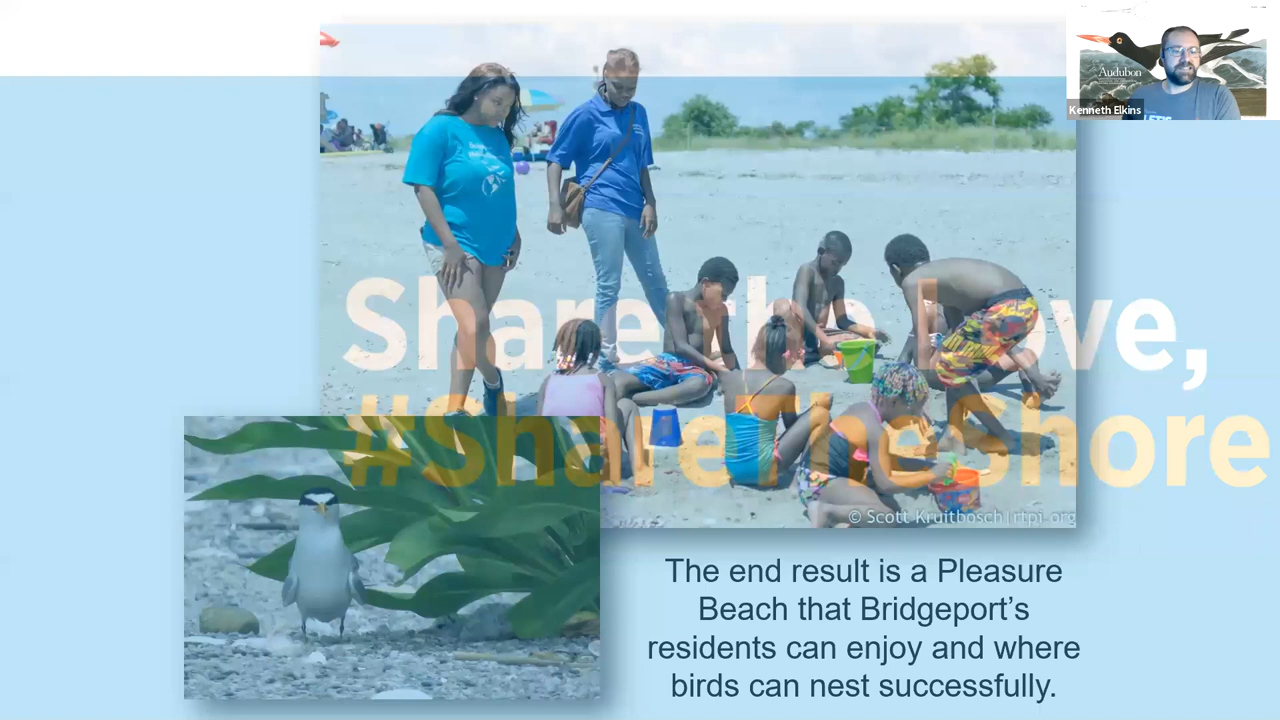 Audubon
Kenneth Elkins
Share the Love,
#ShareTheShore
© Scott Kruitbosch | rtpi.org
The end result is a Pleasure
Beach that Bridgeport’s
residents can enjoy and where
birds can nest successfully.